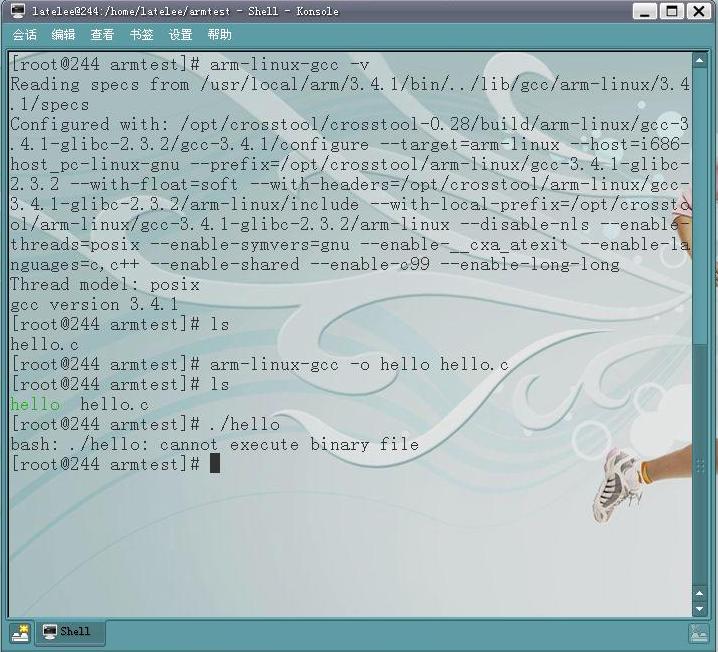 latelee@244:/home/latelee/armtest - Shell - Konsole
会话 编辑 查看 书签 设置 帮助
[root@244 armtest]# arm-linux-gcc -v
Reading specs from /usr/local/arm/3.4.1/bin/../lib/gcc/arm-linux/3.4
.1/specs
Configured with: /opt/crosstool/crosstool-0.28/build/arm-linux/gcc-3
.4.1-glibc-2.3.2/gcc-3.4.1/configure --target=arm-linux --host=i686-
host_pc-linux-gnu --prefix=/opt/crosstool/arm-linux/gcc-3.4.1-glibc-
2.3.2 --with-float=soft --with-headers=/opt/crosstool/arm-linux/gcc-
3.4.1-glibc-2.3.2/arm-linux/include --with-local-prefix=/opt/crossto
ol/arm-linux/gcc-3.4.1-glibc-2.3.2/arm-linux --disable-nls --enable-
threads=posix --enable-symvers=gnu --enable-__cxa_atexit --enable-la
nguages=c,c++ --enable-shared --enable-c99 --enable-long-long
Thread model: posix
gcc version 3.4.1
[root@244 armtest]# ls
hello.c
[root@244 armtest]# arm-linux-gcc -o hello hello.c
[root@244 armtest]# ls
hello  hello.c
[root@244 armtest]# ./hello
bash: ./hello: cannot execute binary file
[root@244 armtest]#
Shell